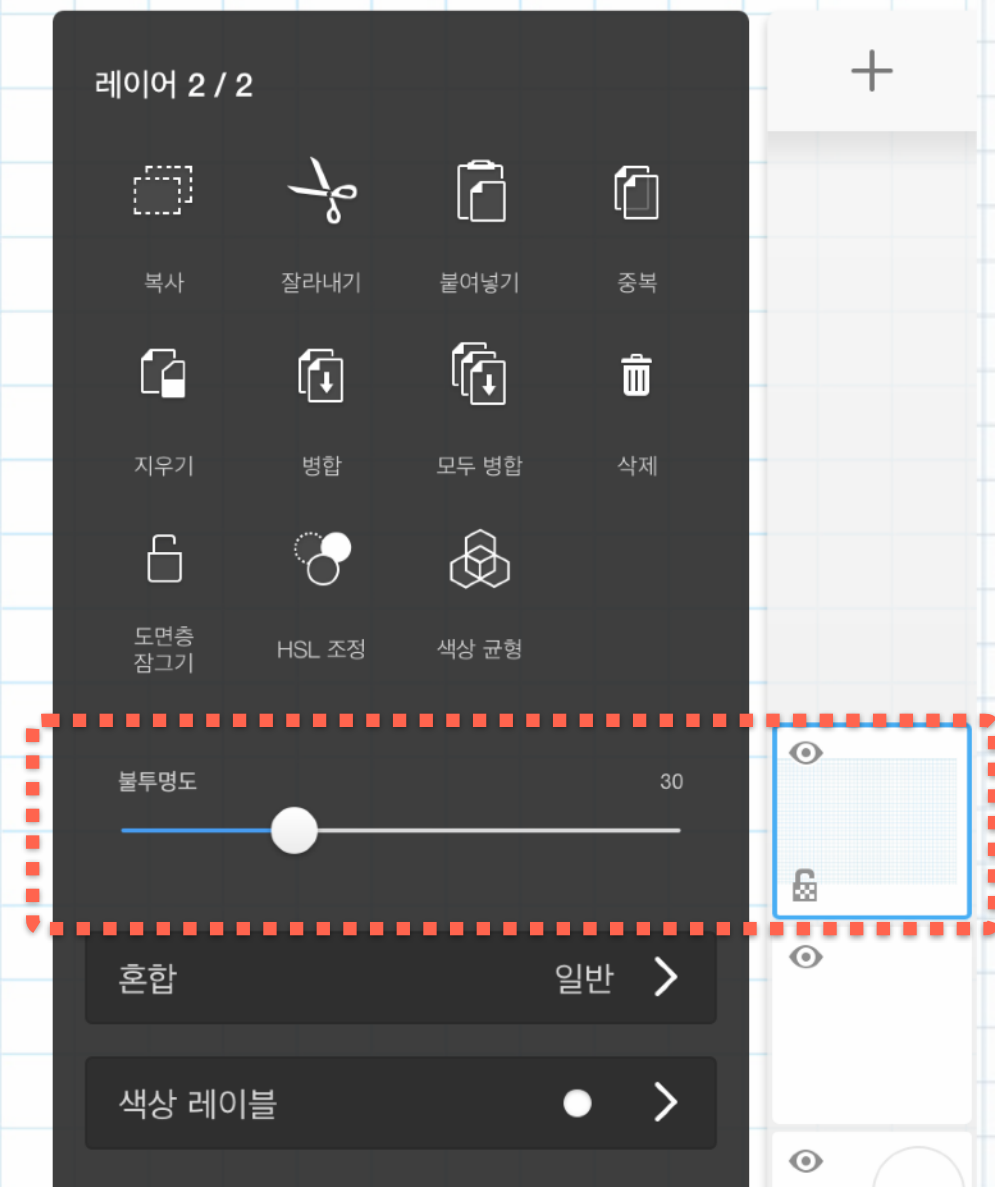 레이어 2 / 2
복사 잘라내기 붙여넣기 중복
지우기 병합 모두 병합 삭제
도면층
잠그기
HSL 조정 색상 균형
불투명도 30
혼합 일반
색상 레이블